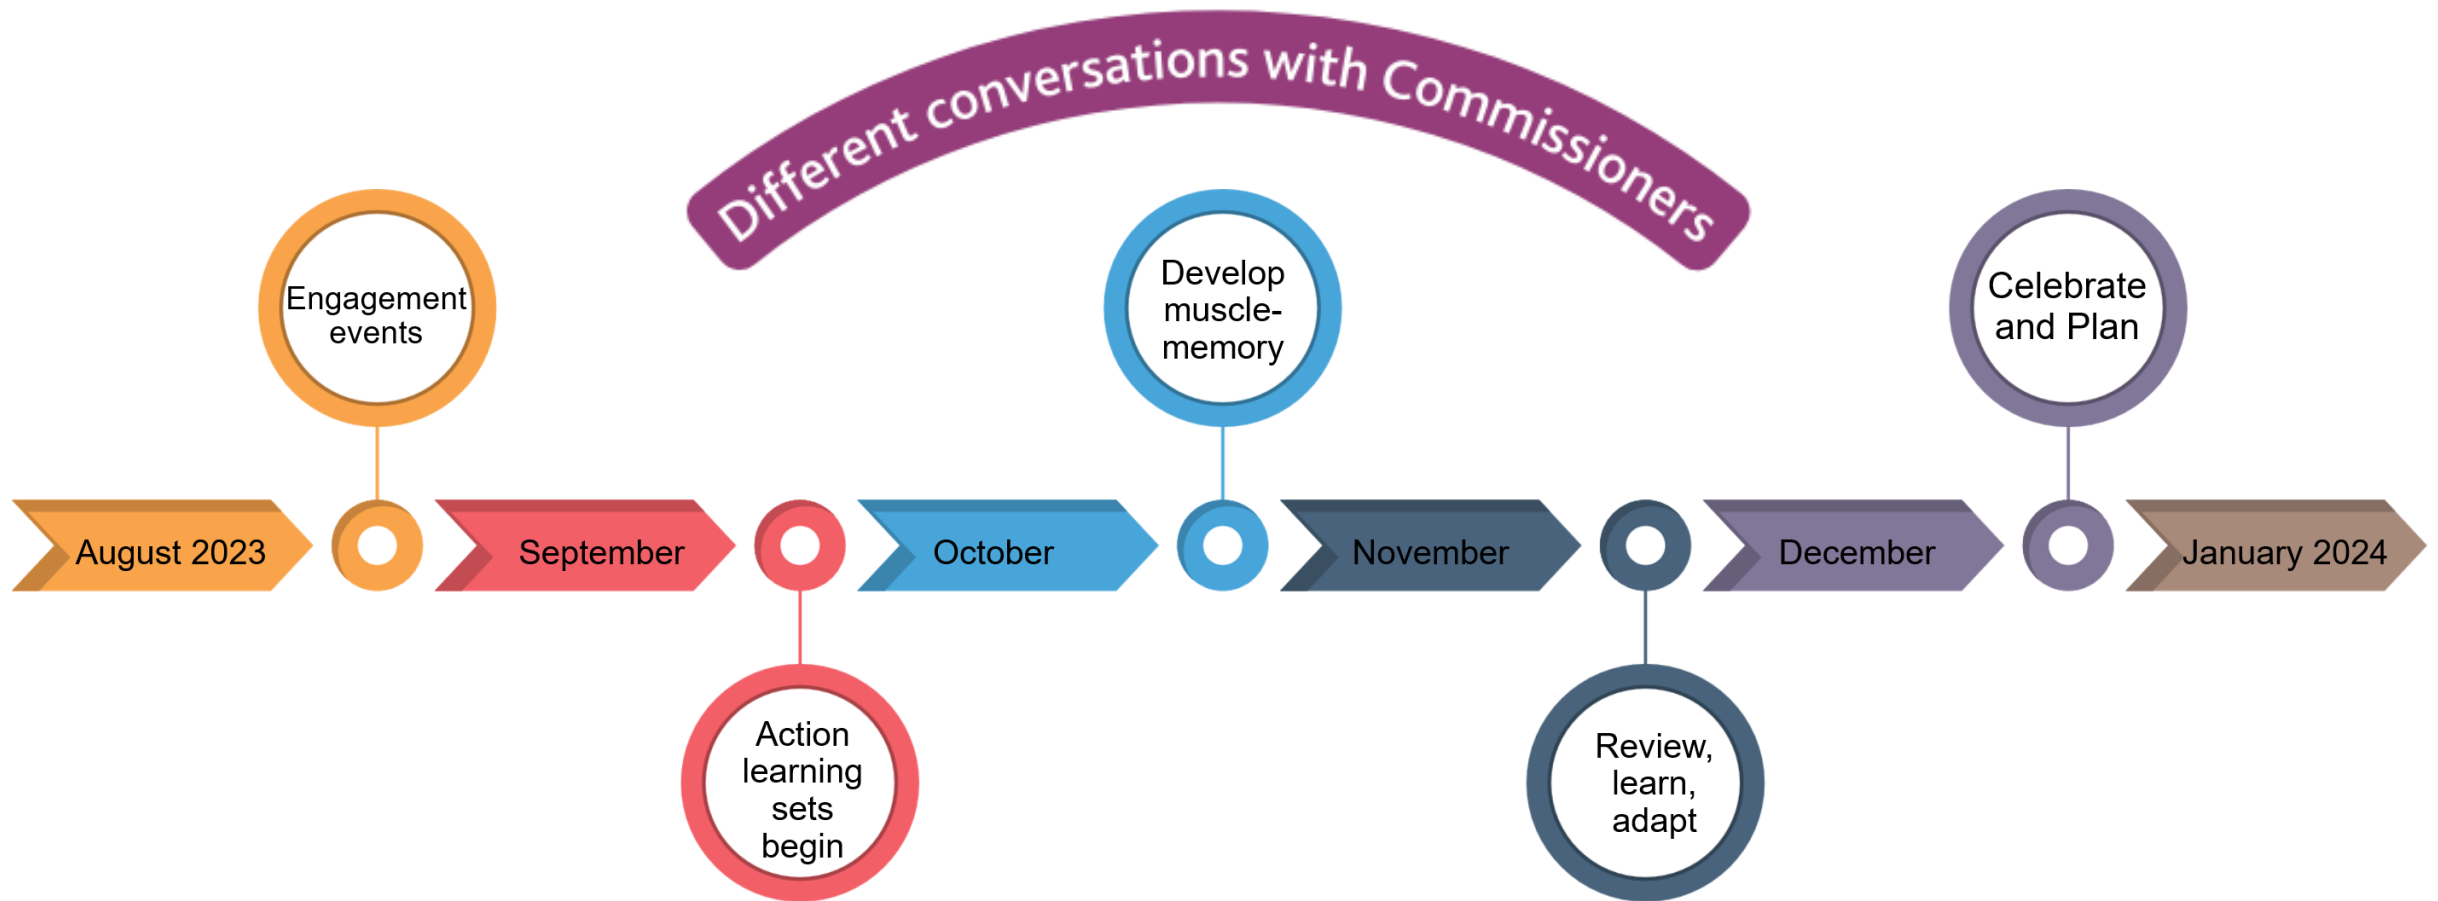 Different conversations with Commissioners
Engagement
events
Develop
muscle-
memory
Celebrate
and Plan
August 2023
September
October
November
December
January 2024
Action
learning
sets
begin
Review,
learn,
adapt